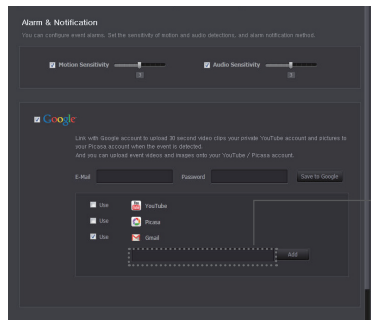 Alarm & Notification
You can configure event alarms. Set the sensitivity of motion and audio detections, and alarm notification method.
Motion Sensitivity Audio Sensitivity
[3] [3]
Google
Link with Google account to upload 30 second video clips your private YouTube account and pictures to
your Picasa account when the event is detected.
And you can upload event videos and images onto your YouTube / Picasa account.
E-Mail Password Save to Google
Use YouTube
Use Picasa
Use Gmail
Add